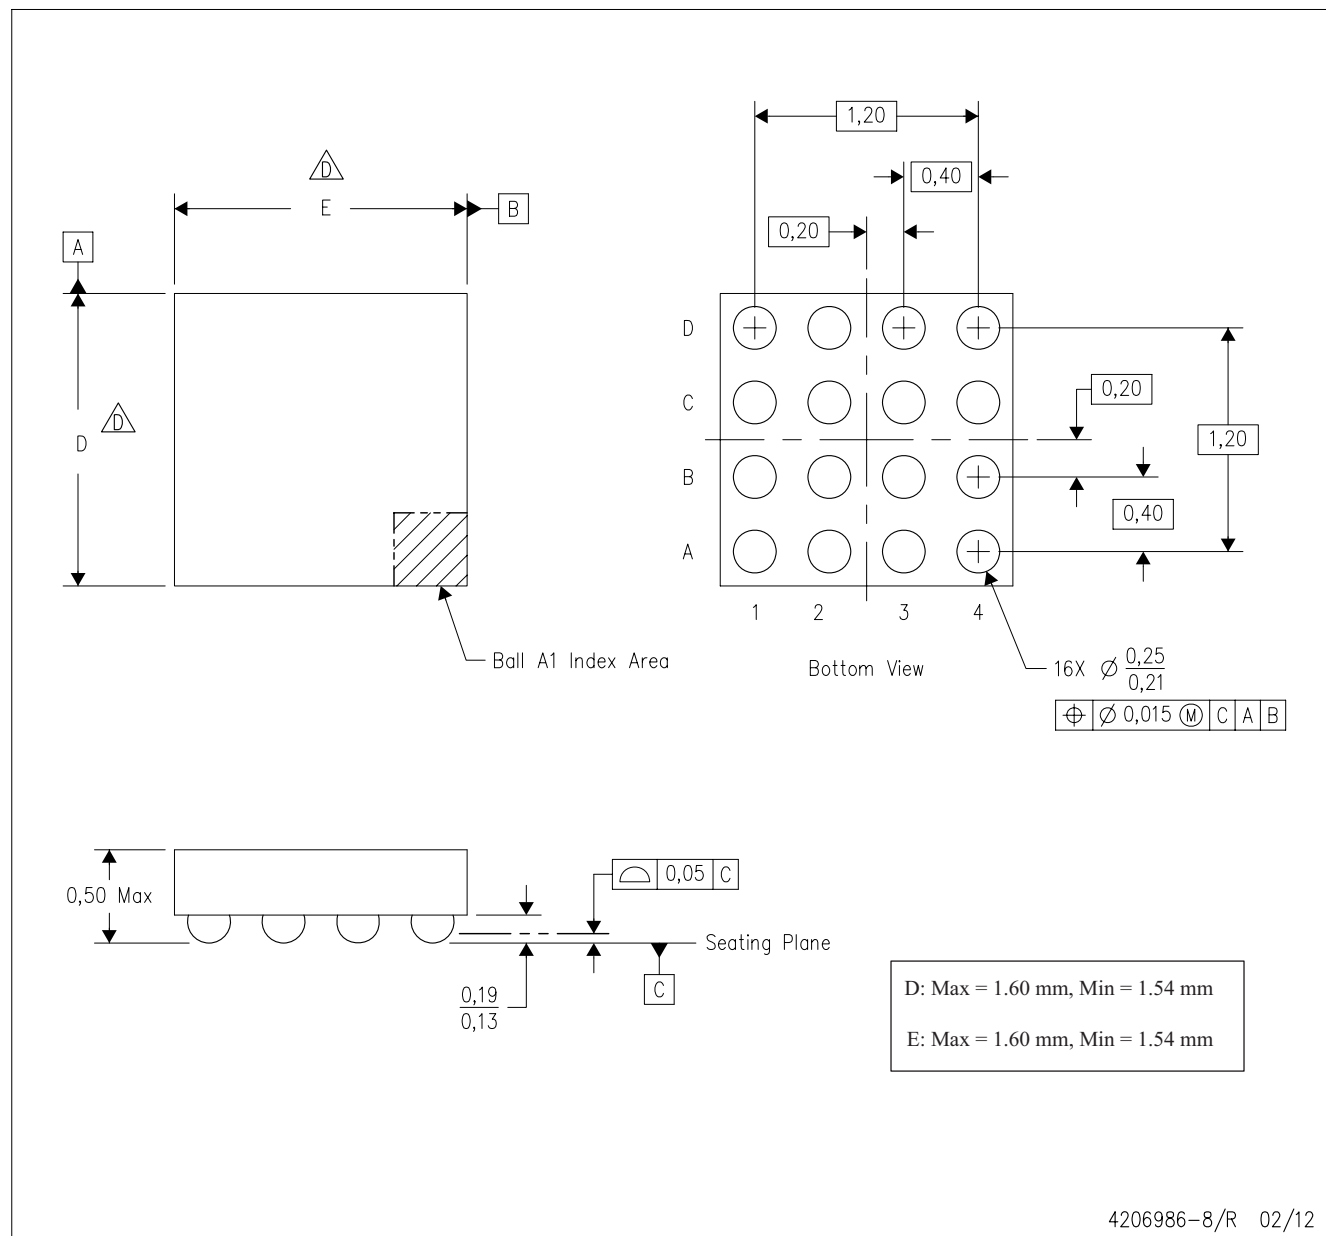 1,20
D
0,40
E
B
0,20
A
D
D
D
C
B
A
0,20
1,20
0,40
1 2 3 4
Ball A1 Index Area
Bottom View
16X Ø 0,25
0,21
⌖ Ø 0,015 Ⓜ C A B
0,50 Max
⌓ 0,05 C
Seating Plane
C
0,19
0,13
D: Max = 1.60 mm, Min = 1.54 mm
E: Max = 1.60 mm, Min = 1.54 mm
4206986-8/R 02/12